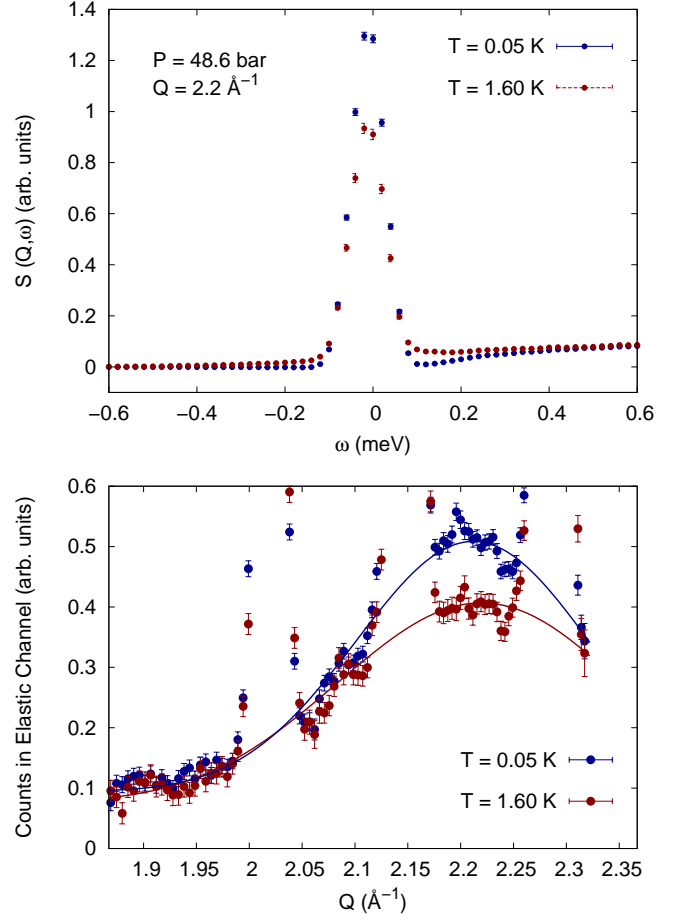 P = 48.6 bar
Q = 2.2 Å⁻¹
T = 0.05 K
T = 1.60 K
S (Q,ω) (arb. units)
1.4
1.2
1
0.8
0.6
0.4
0.2
0
−0.6 −0.4 −0.2 0 0.2 0.4 0.6
ω (meV)
Counts in Elastic Channel (arb. units)
0.6
0.5
0.4
0.3
0.2
0.1
0
T = 0.05 K
T = 1.60 K
1.9 1.95 2 2.05 2.1 2.15 2.2 2.25 2.3 2.35
Q (Å⁻¹)